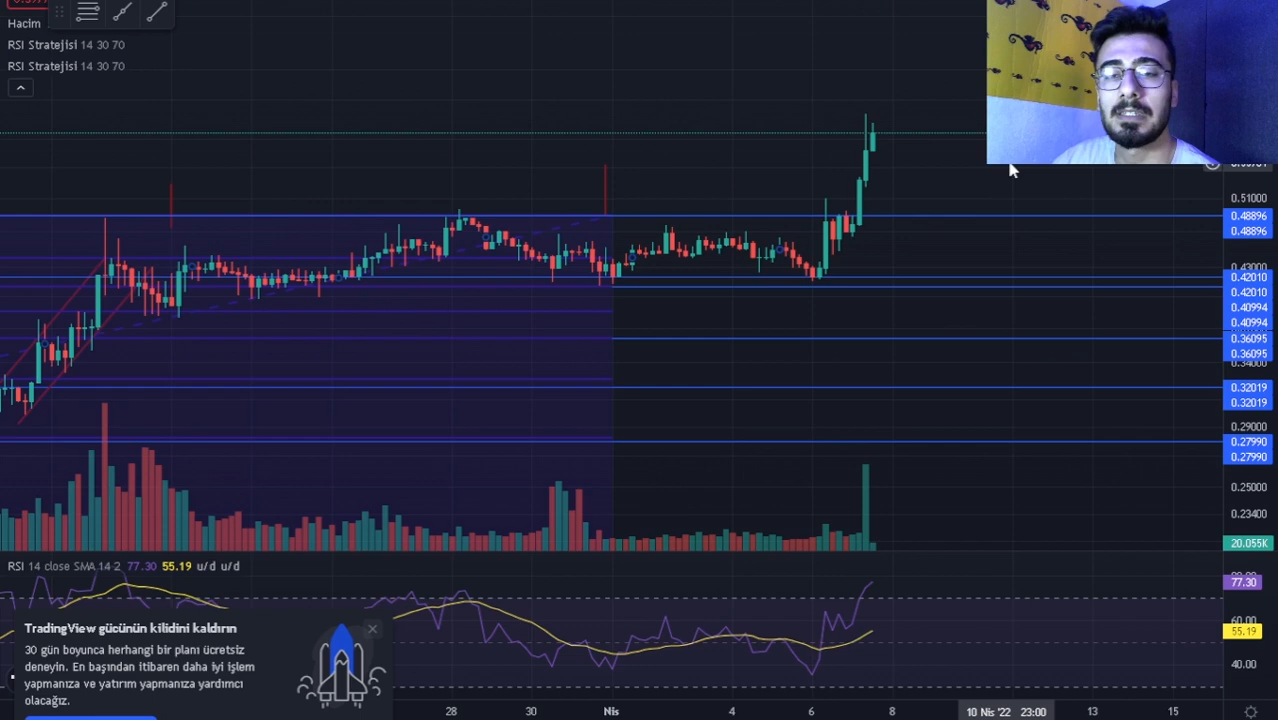 Hacim
RSI Stratejisi 14 30 70
RSI Stratejisi 14 30 70
0.51000
0.48896
0.48896
0.43000
0.42010
0.42010
0.40994
0.40994
0.36095
0.36095
0.34000
0.32019
0.32019
0.29000
0.27990
0.27990
0.25000
0.23400
20.055K
RSI 14 close SMA 14 2 77.30 55.19 u/d u/d
77.30
60.00
55.19
40.00
TradingView gücünün kilidini kaldırın
30 gün boyunca herhangi bir planı ücretsiz
deneyin. En başından itibaren daha iyi işlem
yapmanıza ve yatırım yapmanıza yardımcı
olacağız.
28 30 Nis 4 6 8 10 Nis '22 23:00 13 15